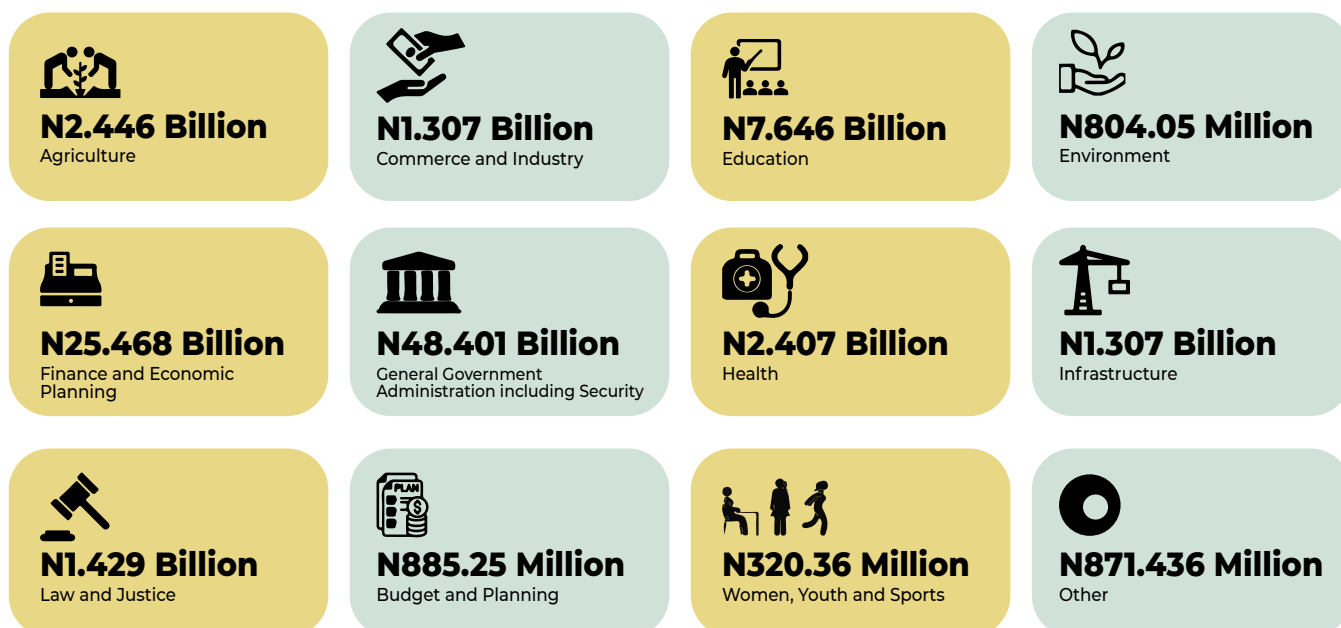 N2.446 Billion
Agriculture
N1.307 Billion
Commerce and Industry
N7.646 Billion
Education
N804.05 Million
Environment
N25.468 Billion
Finance and Economic
Planning
N48.401 Billion
General Government
Administration including Security
N2.407 Billion
Health
N1.307 Billion
Infrastructure
N1.429 Billion
Law and Justice
PLAN
$
N885.25 Million
Budget and Planning
N320.36 Million
Women, Youth and Sports
N871.436 Million
Other